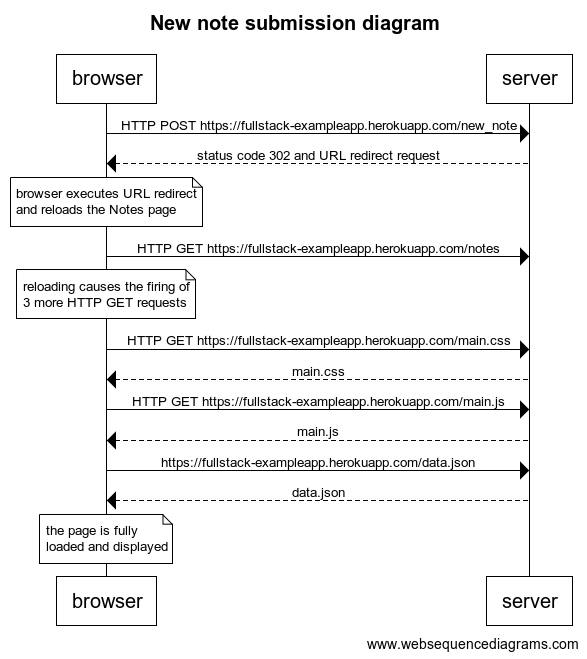 New note submission diagram
browser
server
HTTP POST https://fullstack-exampleapp.herokuapp.com/new_note
status code 302 and URL redirect request
browser executes URL redirect
and reloads the Notes page
HTTP GET https://fullstack-exampleapp.herokuapp.com/notes
reloading causes the firing of
3 more HTTP GET requests
HTTP GET https://fullstack-exampleapp.herokuapp.com/main.css
main.css
HTTP GET https://fullstack-exampleapp.herokuapp.com/main.js
main.js
https://fullstack-exampleapp.herokuapp.com/data.json
data.json
the page is fully
loaded and displayed
browser
server
www.websequencediagrams.com